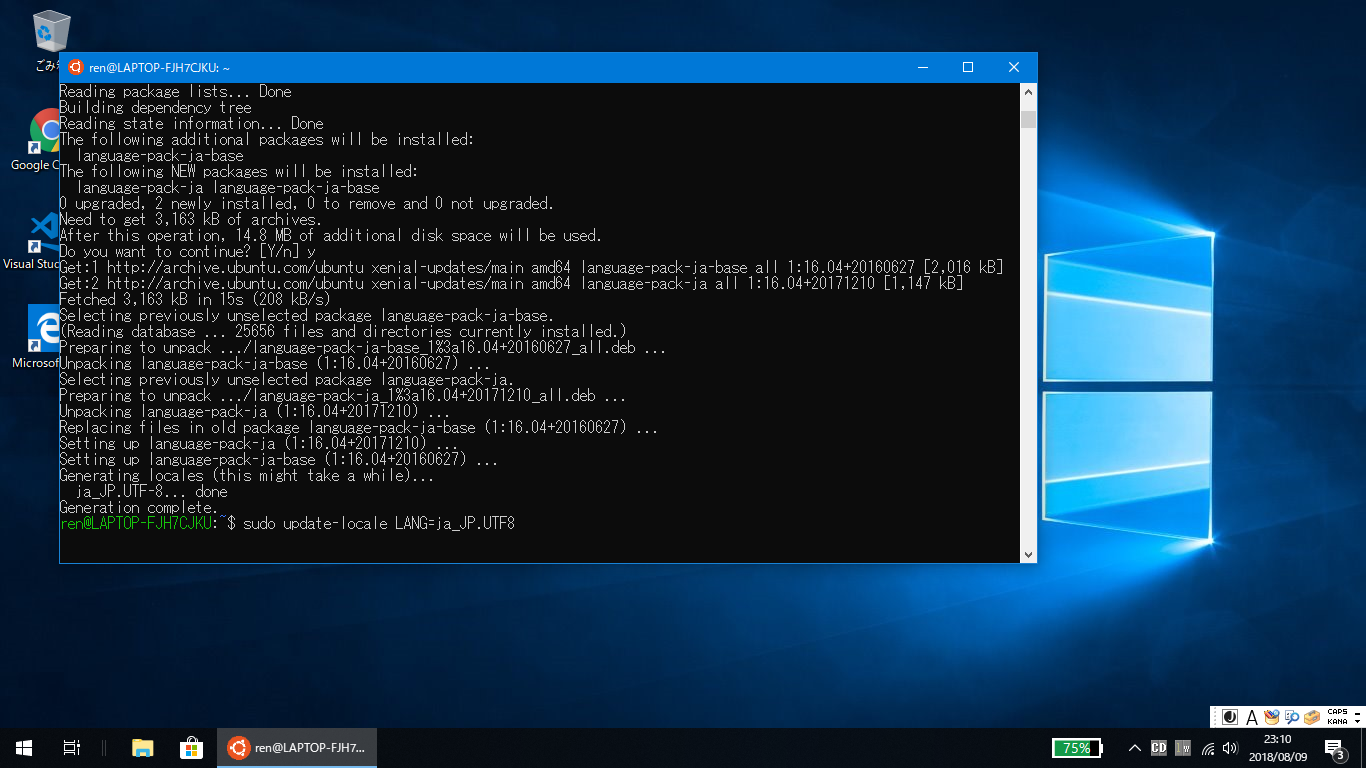 ごみ
Google C
Visual Stud
Microsof
ren@LAPTOP-FJH7CJKU: ~
Reading package lists... Done
Building dependency tree
Reading state information... Done
The following additional packages will be installed:
  language-pack-ja-base
The following NEW packages will be installed:
  language-pack-ja language-pack-ja-base
0 upgraded, 2 newly installed, 0 to remove and 0 not upgraded.
Need to get 3,163 kB of archives.
After this operation, 14.8 MB of additional disk space will be used.
Do you want to continue? [Y/n] y
Get:1 http://archive.ubuntu.com/ubuntu xenial-updates/main amd64 language-pack-ja-base all 1:16.04+20160627 [2,016 kB]
Get:2 http://archive.ubuntu.com/ubuntu xenial-updates/main amd64 language-pack-ja all 1:16.04+20171210 [1,147 kB]
Fetched 3,163 kB in 15s (208 kB/s)
Selecting previously unselected package language-pack-ja-base.
(Reading database ... 25656 files and directories currently installed.)
Preparing to unpack .../language-pack-ja-base_1%3a16.04+20160627_all.deb ...
Unpacking language-pack-ja-base (1:16.04+20160627) ...
Selecting previously unselected package language-pack-ja.
Preparing to unpack .../language-pack-ja_1%3a16.04+20171210_all.deb ...
Unpacking language-pack-ja (1:16.04+20171210) ...
Replacing files in old package language-pack-ja-base (1:16.04+20160627) ...
Setting up language-pack-ja (1:16.04+20171210) ...
Setting up language-pack-ja-base (1:16.04+20160627) ...
Generating locales (this might take a while)...
  ja_JP.UTF-8... done
Generation complete.
ren@LAPTOP-FJH7CJKU:~$ sudo update-locale LANG=ja_JP.UTF8
A
CAPS
KANA
ren@LAPTOP-FJH7...
75%
CD
23:10
2018/08/09
3